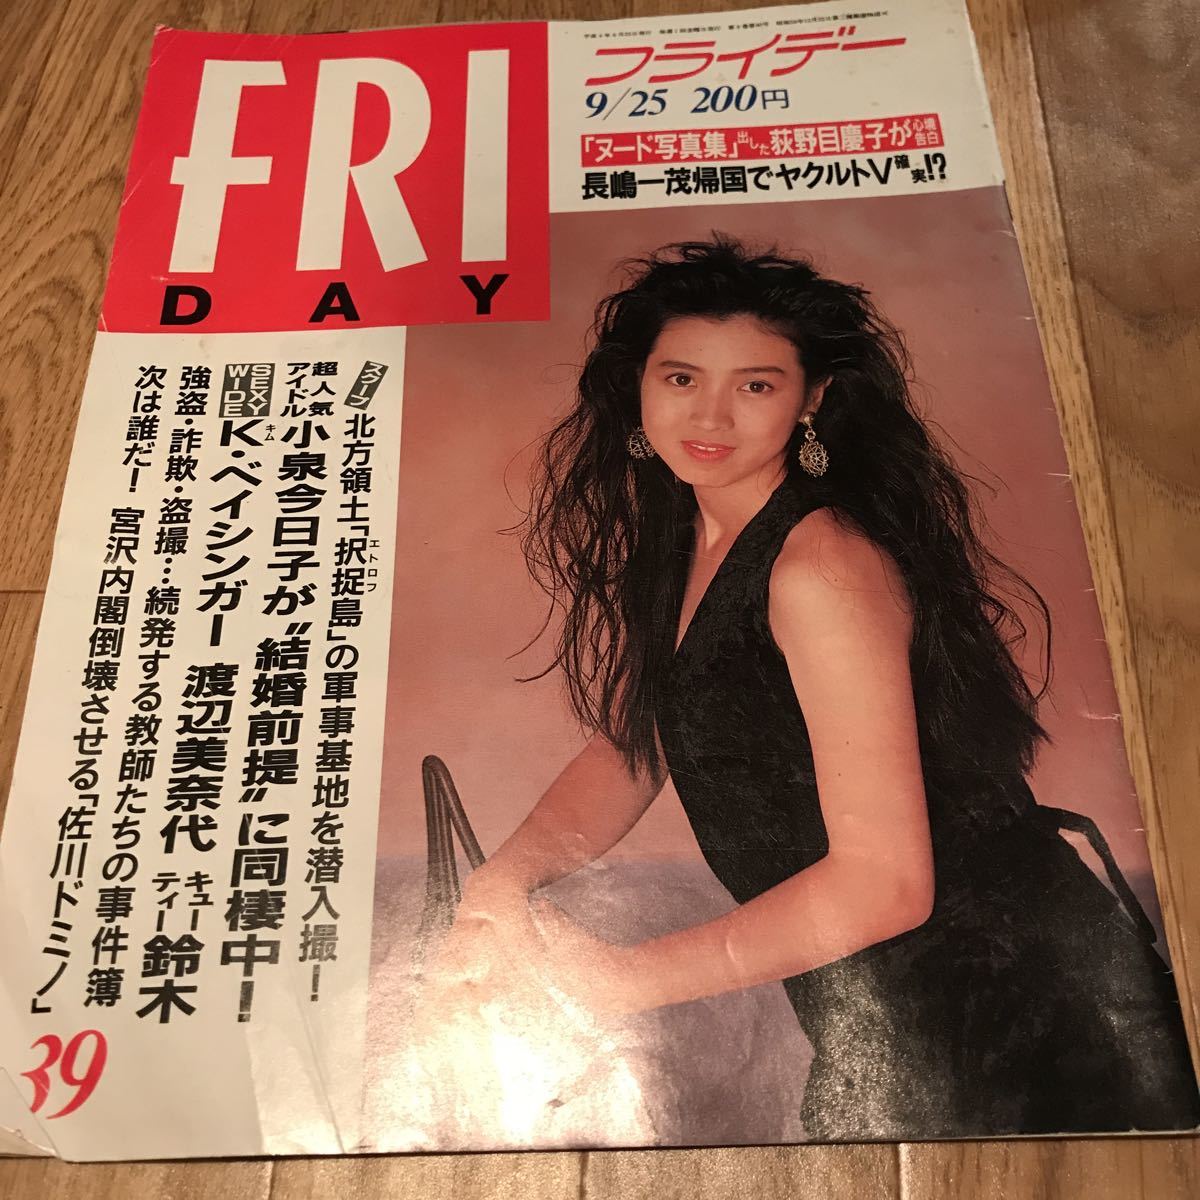 FRI
DAY
フライデー
9/25 200円
「ヌード写真集」出した荻野目慶子が心境告白
長嶋一茂帰国でヤクルトV確実!?
スクープ 北方領土「択捉島」の軍事基地を潜入撮!
エトロフ
超人気アイドル 小泉今日子が〝結婚前提〟に同棲中!
SEXY WIDE K・ベイシンガー 渡辺美奈代 キューティー鈴木
キム
強盗・詐欺・盗撮…続発する教師たちの事件簿
次は誰だ! 宮沢内閣倒壊させる「佐川ドミノ」
39